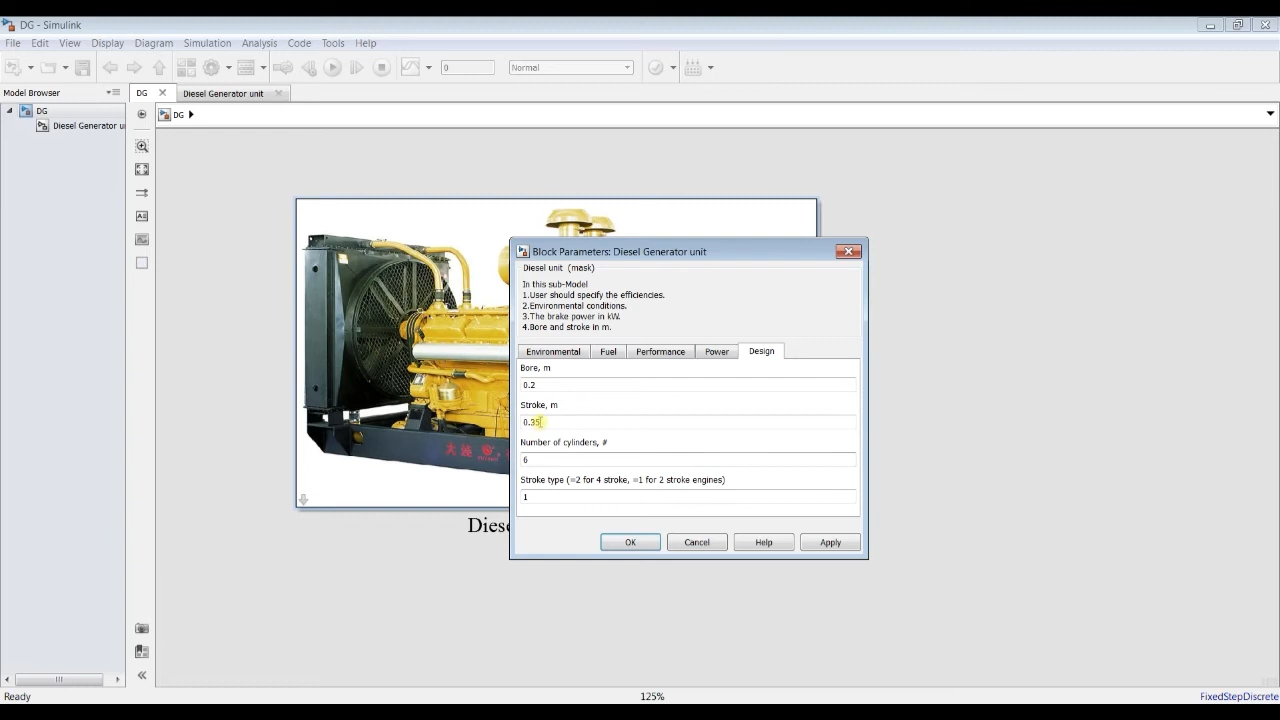 DG - Simulink
File Edit View Display Diagram Simulation Analysis Code Tools Help
0
Normal
Model Browser
DG
Diesel Generator unit
DG
Diesel Generator u
DG
Block Parameters: Diesel Generator unit
Diesel unit (mask)
In this sub-Model
1.User should specify the efficiencies.
2.Environmental conditions.
3.The brake power in kW.
4.Bore and stroke in m.
Environmental Fuel Performance Power Design
Bore, m
0.2
Stroke, m
0.35
Number of cylinders, #
6
Stroke type (=2 for 4 stroke, =1 for 2 stroke engines)
1
OK Cancel Help Apply
Diese
Ready
125%
FixedStepDiscrete